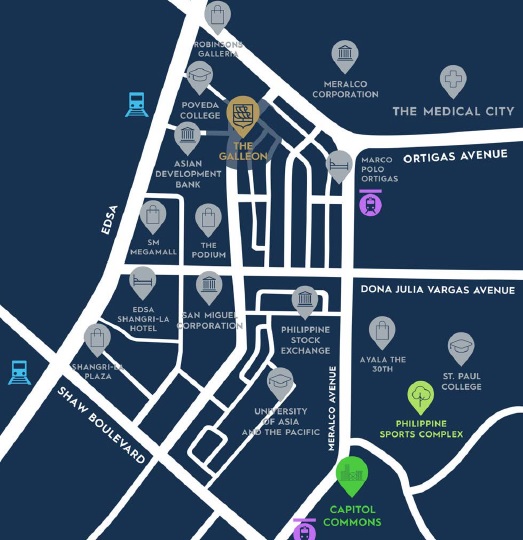 ROBINSONS
GALLERIA
MERALCO
CORPORATION
POVEDA
COLLEGE
THE MEDICAL CITY
THE
GALLEON
ASIAN
DEVELOPMENT
BANK
MARCO
POLO
ORTIGAS
ORTIGAS AVENUE
EDSA
SM
MEGAMALL
THE
PODIUM
DONA JULIA VARGAS AVENUE
EDSA
SHANGRI-LA
HOTEL
SAN MIGUEL
CORPORATION
PHILIPPINE
STOCK
EXCHANGE
AYALA THE
30TH
ST. PAUL
COLLEGE
SHANGRI-LA
PLAZA
SHAW BOULEVARD
UNIVERSITY
OF ASIA
AND THE PACIFIC
MERALCO AVENUE
PHILIPPINE
SPORTS COMPLEX
CAPITOL
COMMONS